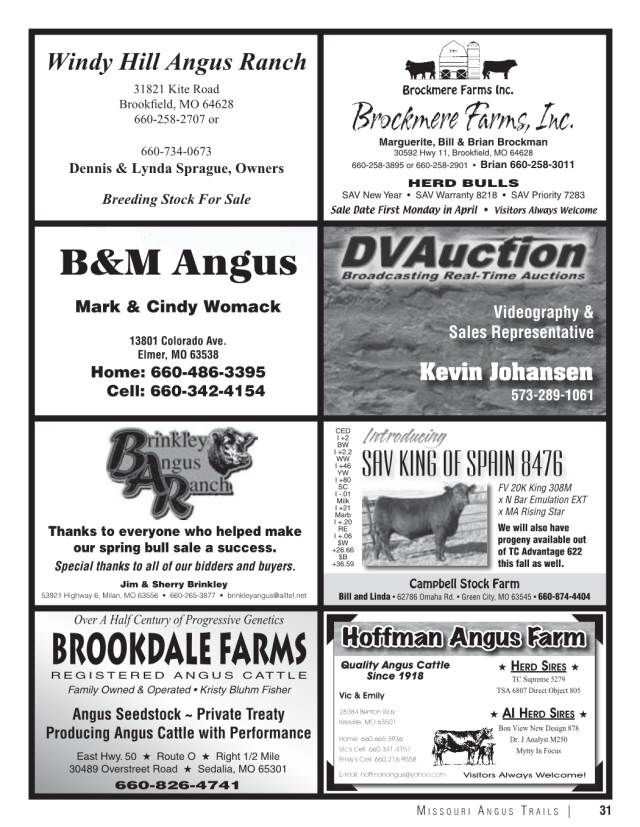 Windy Hill Angus Ranch
31821 Kite Road
Brookfield, MO 64628
660-258-2707 or
660-734-0673
Dennis & Lynda Sprague, Owners
Breeding Stock For Sale
Brockmere Farms Inc.
Brockmere Farms, Inc.
Marguerite, Bill & Brian Brockman
30592 Hwy 11, Brookfield, MO 64628
660-258-3895 or 660-258-2901 • Brian 660-258-3011
HERD BULLS
SAV New Year • SAV Warranty 8218 • SAV Priority 7283
Sale Date First Monday in April • Visitors Always Welcome
B&M Angus
Mark & Cindy Womack
13801 Colorado Ave.
Elmer, MO 63538
Home: 660-486-3395
Cell: 660-342-4154
DVAuction
Broadcasting Real-Time Auctions
Videography &
Sales Representative
Kevin Johansen
573-289-1061
Brinkley
Angus
Ranch
Thanks to everyone who helped make
our spring bull sale a success.
Special thanks to all of our bidders and buyers.
Jim & Sherry Brinkley
53921 Highway 6, Milan, MO 63556 • 660-265-3877 • brinkleyangus@alltel.net
CED
I +2
BW
I +2.2
WW
I +46
YW
I +80
SC
I -.01
Milk
I +21
Marb
I +.20
RE
I +.06
$W
+26.66
$B
+36.59
Introducing
SAV KING OF SPAIN 8476
FV 20K King 308M
x N Bar Emulation EXT
x MA Rising Star
We will also have
progeny available out
of TC Advantage 622
this fall as well.
Campbell Stock Farm
Bill and Linda • 62786 Omaha Rd. • Green City, MO 63545 • 660-874-4404
Over A Half Century of Progressive Genetics
BROOKDALE FARMS
REGISTERED ANGUS CATTLE
Family Owned & Operated • Kristy Bluhm Fisher
Angus Seedstock ~ Private Treaty
Producing Angus Cattle with Performance
East Hwy. 50 ★ Route O ★ Right 1/2 Mile
30489 Overstreet Road ★ Sedalia, MO 65301
660-826-4741
Hoffman Angus Farm
Quality Angus Cattle
Since 1918
Vic & Emily
28384 Benton Way
Kirksville, MO 63501
Home: 660.665.3936
Vic's Cell: 660.341.4157
Emily's Cell: 660.216.9558
E-mail: hoffmanangus@yahoo.com
★ HERD SIRES ★
TC Supreme 5279
TSA 6807 Direct Object 805
★ AI HERD SIRES ★
Box View New Design 878
Dr. J Analyst M250
Mytty In Focus
Visitors Always Welcome!
MISSOURI ANGUS TRAILS | 31